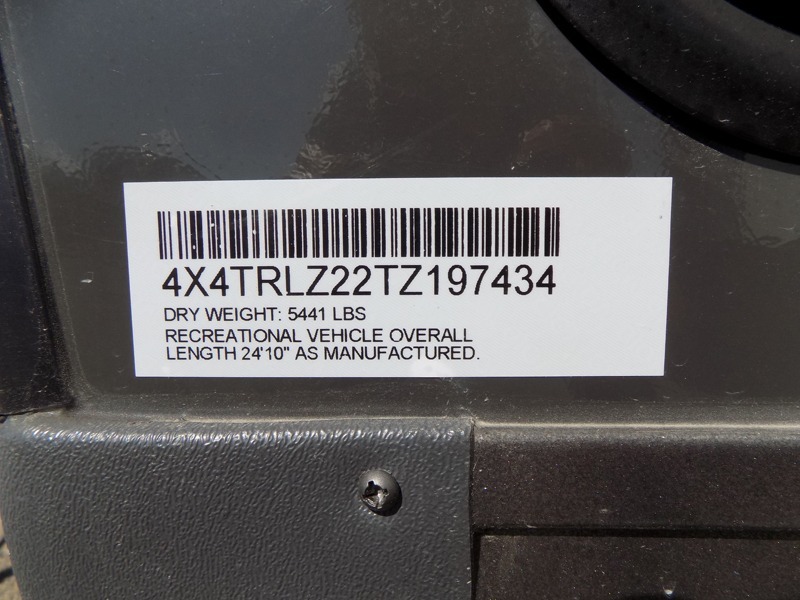 4X4TRLZ22TZ197434
DRY WEIGHT: 5441 LBS
RECREATIONAL VEHICLE OVERALL
LENGTH 24'10" AS MANUFACTURED.